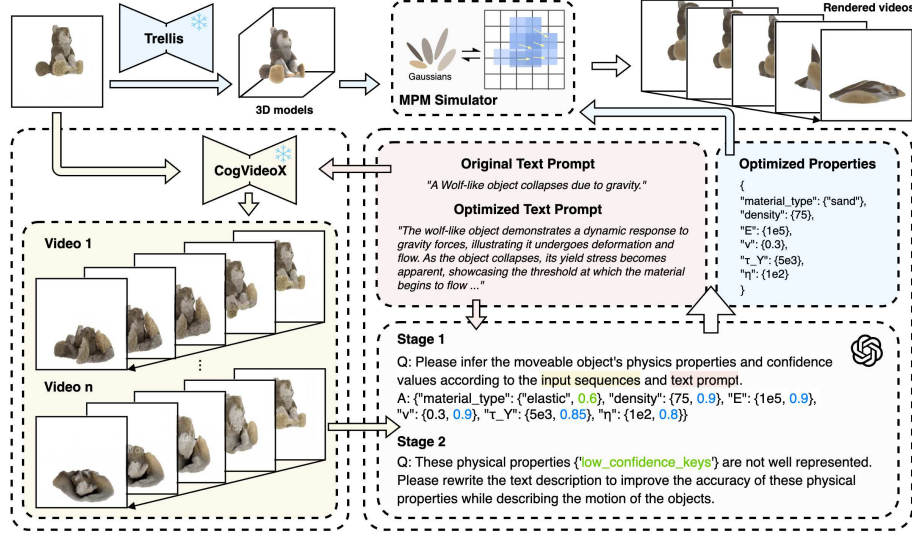 Trellis
3D models
Gaussians
MPM Simulator
Rendered videos
CogVideoX
Video 1
⋮
Video n
Original Text Prompt
"A Wolf-like object collapses due to gravity."
Optimized Text Prompt
"The wolf-like object demonstrates a dynamic response to
gravity forces, illustrating it undergoes deformation and
flow. As the object collapses, its yield stress becomes
apparent, showcasing the threshold at which the material
begins to flow ..."
Optimized Properties
{
"material_type": {"sand"},
"density": {75},
"E": {1e5},
"ν": {0.3},
"τ_Y": {5e3},
"η": {1e2}
}
Stage 1
Q: Please infer the moveable object's physics properties and confidence
values according to the input sequences and text prompt.
A: {"material_type": {"elastic", 0.6}, "density": {75, 0.9}, "E": {1e5, 0.9},
"ν": {0.3, 0.9}, "τ_Y": {5e3, 0.85}, "η": {1e2, 0.8}}
Stage 2
Q: These physical properties {'low_confidence_keys'} are not well represented.
Please rewrite the text description to improve the accuracy of these physical
properties while describing the motion of the objects.